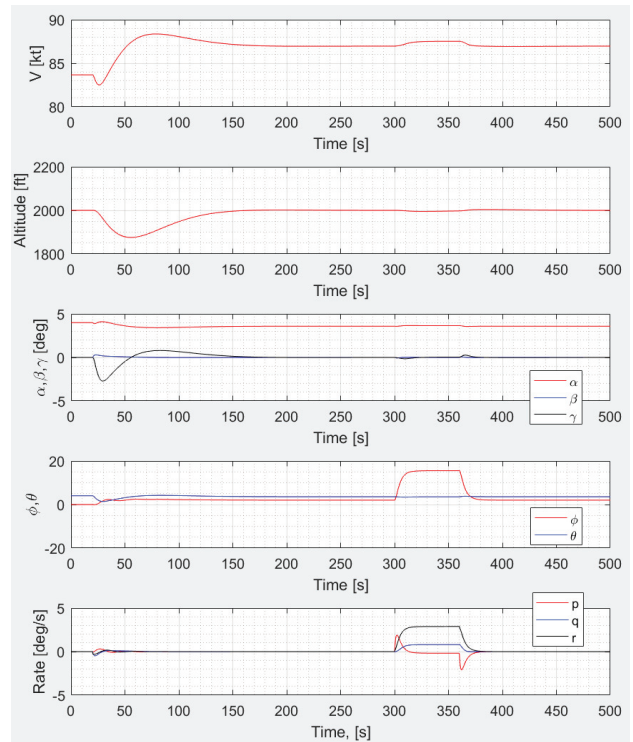 V [kt]
90
85
80
0 50 100 150 200 250 300 350 400 450 500
Time [s]
Altitude [ft]
2200
2000
1800
0 50 100 150 200 250 300 350 400 450 500
Time [s]
α,β,γ [deg]
5
0
-5
α
β
γ
0 50 100 150 200 250 300 350 400 450 500
Time [s]
ϕ,θ
20
0
-20
ϕ
θ
0 50 100 150 200 250 300 350 400 450 500
Time [s]
Rate [deg/s]
5
0
-5
p
q
r
0 50 100 150 200 250 300 350 400 450 500
Time, [s]